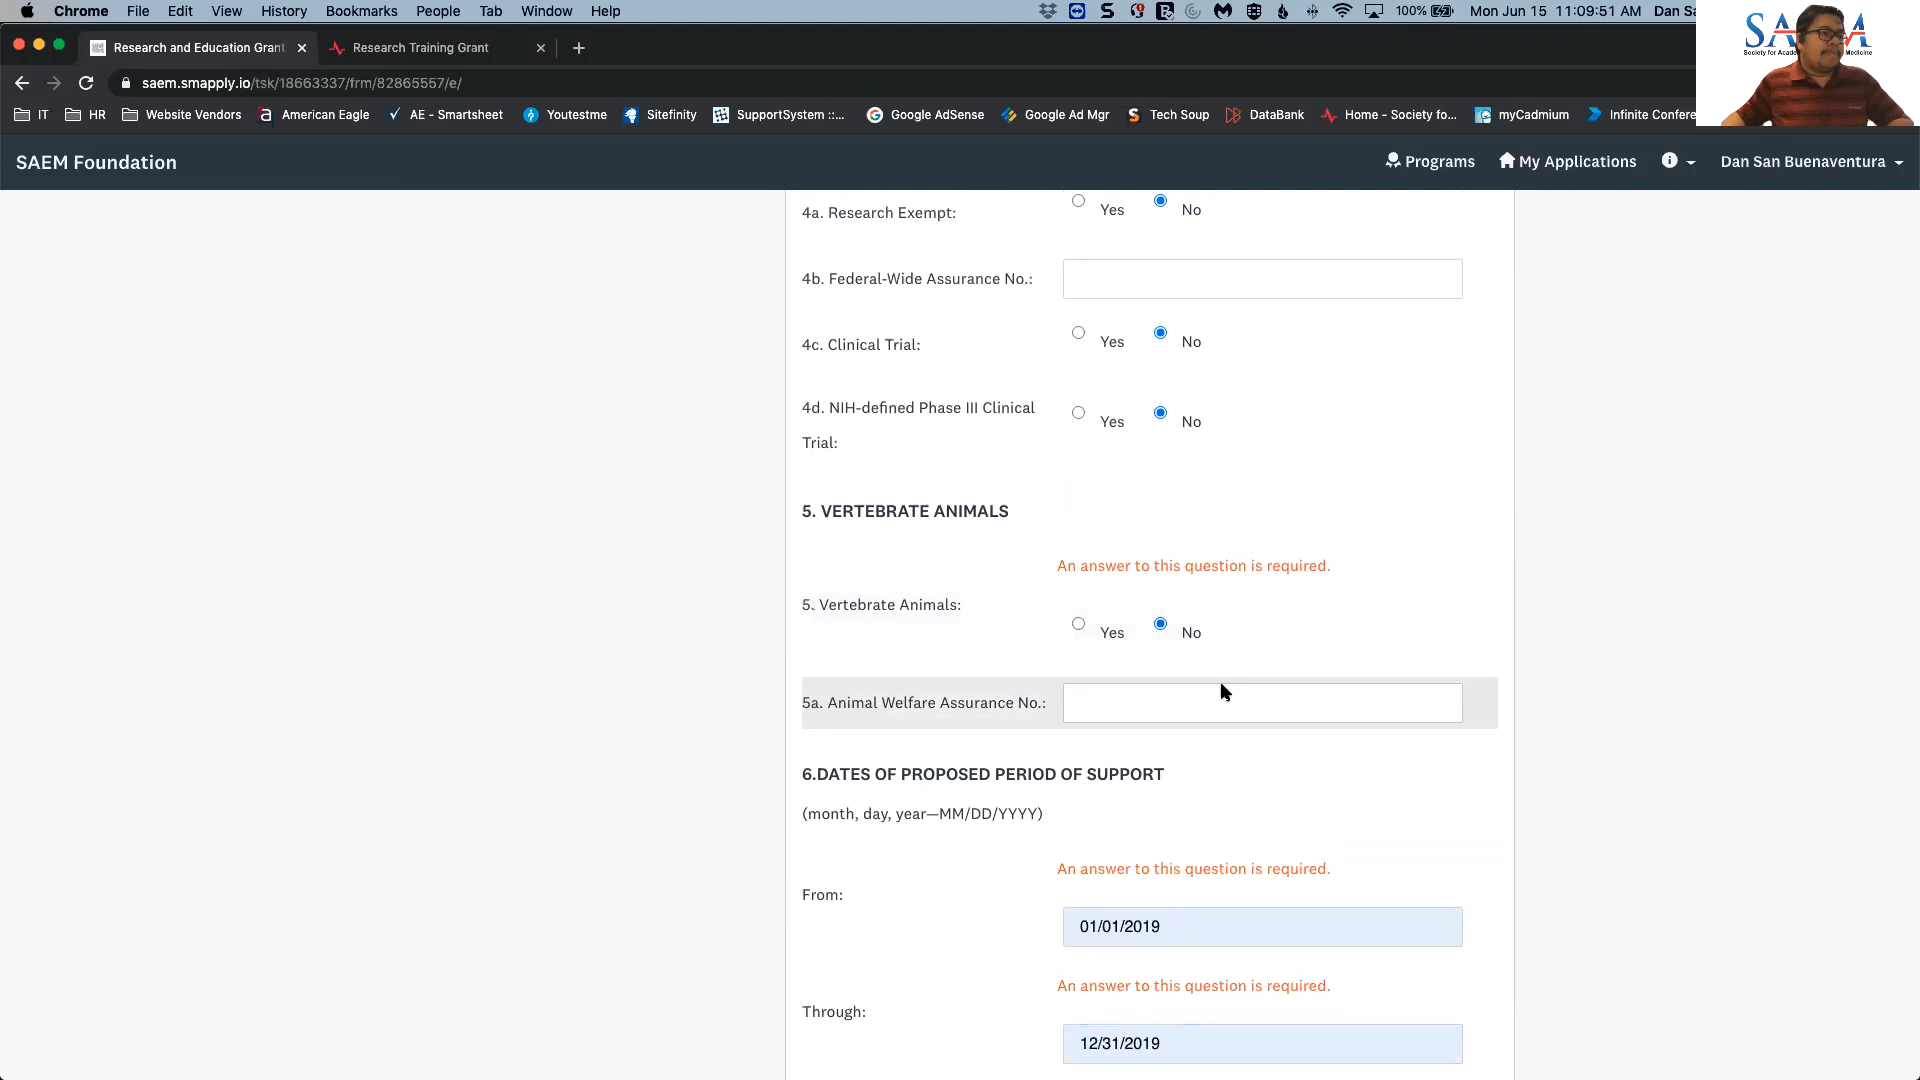 Chrome File Edit View History Bookmarks People Tab Window Help 100% Mon Jun 15 11:09:51 AM Dan Sa
Research and Education Grant Research Training Grant
saem.smapply.io/tsk/18663337/frm/82865557/e/
IT HR Website Vendors American Eagle AE - Smartsheet Youtestme Sitefinity SupportSystem ::... Google AdSense Google Ad Mgr Tech Soup DataBank Home - Society fo... myCadmium Infinite Confere
SAEM Foundation Programs My Applications Dan San Buenaventura
4a. Research Exempt: Yes No
4b. Federal-Wide Assurance No.:
4c. Clinical Trial: Yes No
4d. NIH-defined Phase III Clinical
Trial: Yes No
5. VERTEBRATE ANIMALS
An answer to this question is required.
5. Vertebrate Animals:
Yes No
5a. Animal Welfare Assurance No.:
6.DATES OF PROPOSED PERIOD OF SUPPORT
(month, day, year—MM/DD/YYYY)
An answer to this question is required.
From:
01/01/2019
An answer to this question is required.
Through:
12/31/2019